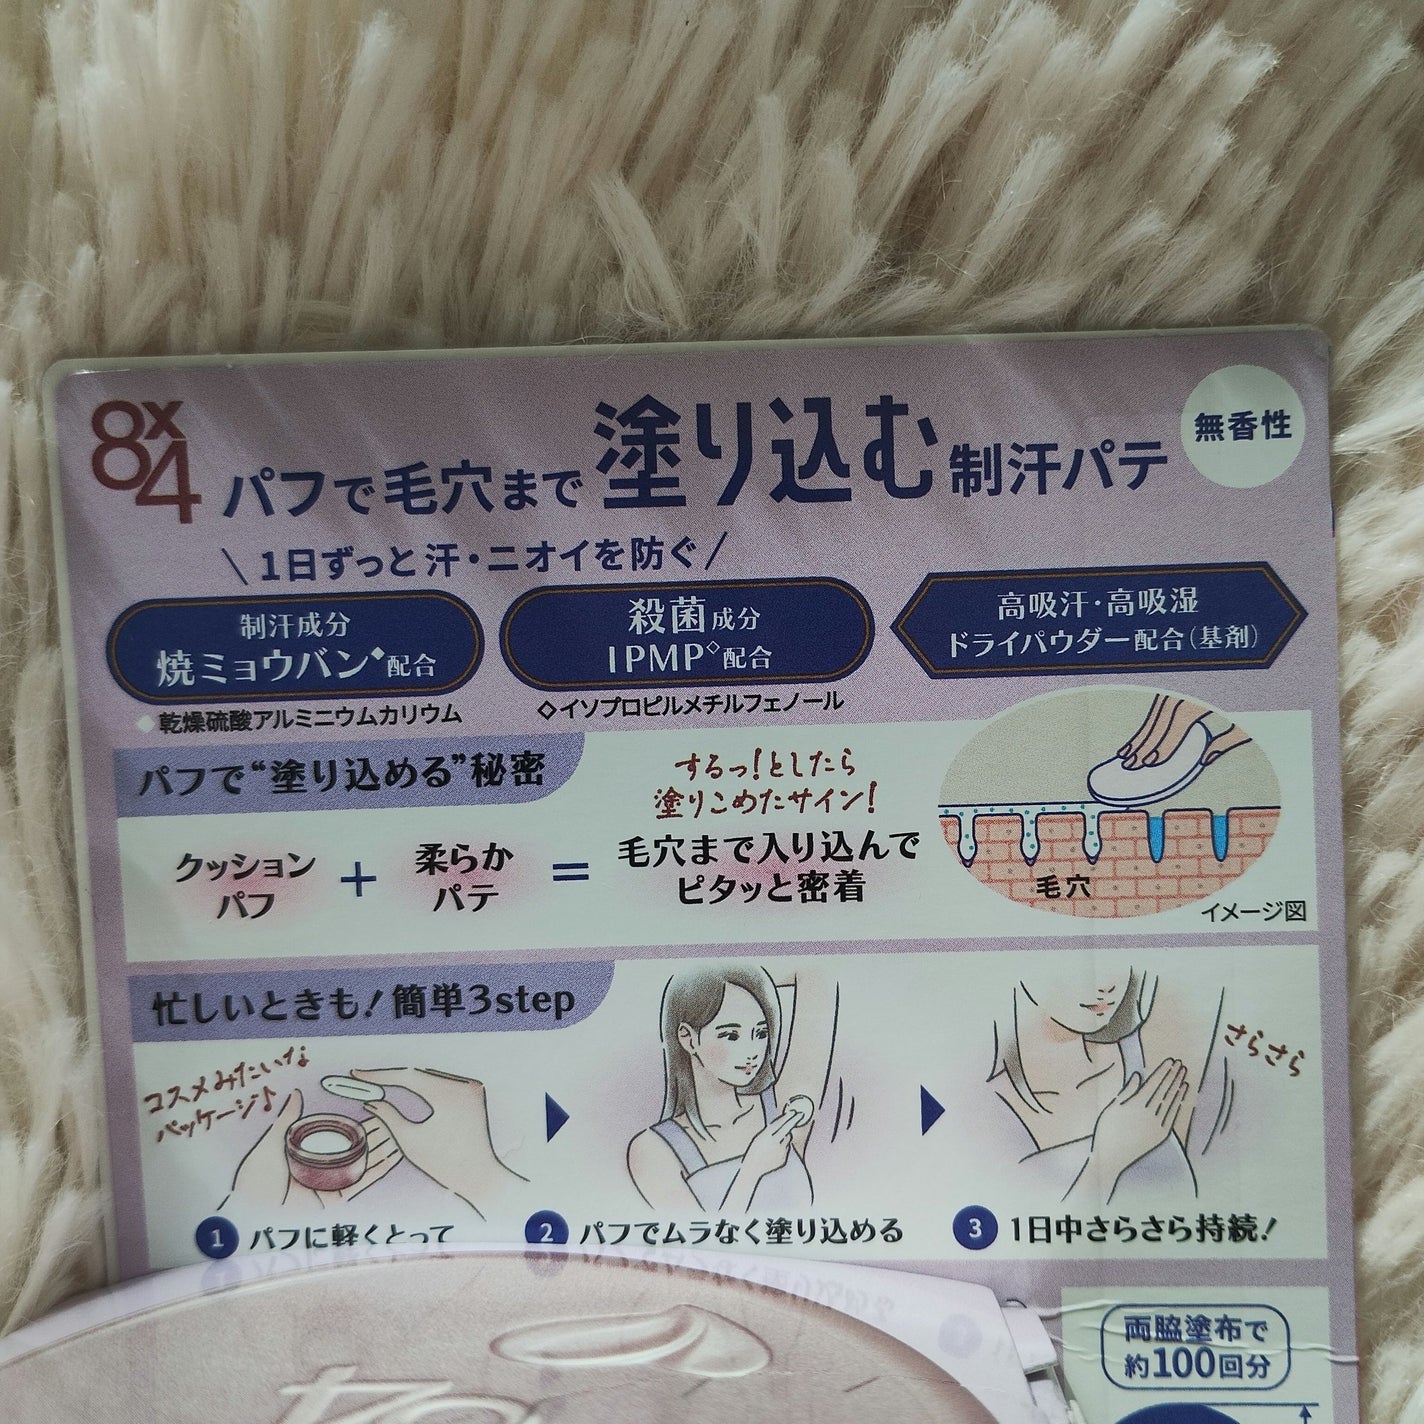 8x4
パフで毛穴まで塗り込む制汗パテ
無香性
\1日ずっと汗・ニオイを防ぐ/
制汗成分
焼ミョウバン◆配合
◆乾燥硫酸アルミニウムカリウム
殺菌成分
IPMP◇配合
◇イソプロピルメチルフェノール
高吸汗・高吸湿
ドライパウダー配合(基剤)
パフで“塗り込める”秘密
クッション
パフ
+
柔らか
パテ
=
するっ!としたら
塗りこめたサイン!
毛穴まで入り込んで
ピタッと密着
毛穴
イメージ図
忙しいときも!簡単3step
コスメみたいな
パッケージ♪
さらさら
1 パフに軽くとって
2 パフでムラなく塗り込める
3 1日中さらさら持続!
両脇塗布で
約100回分